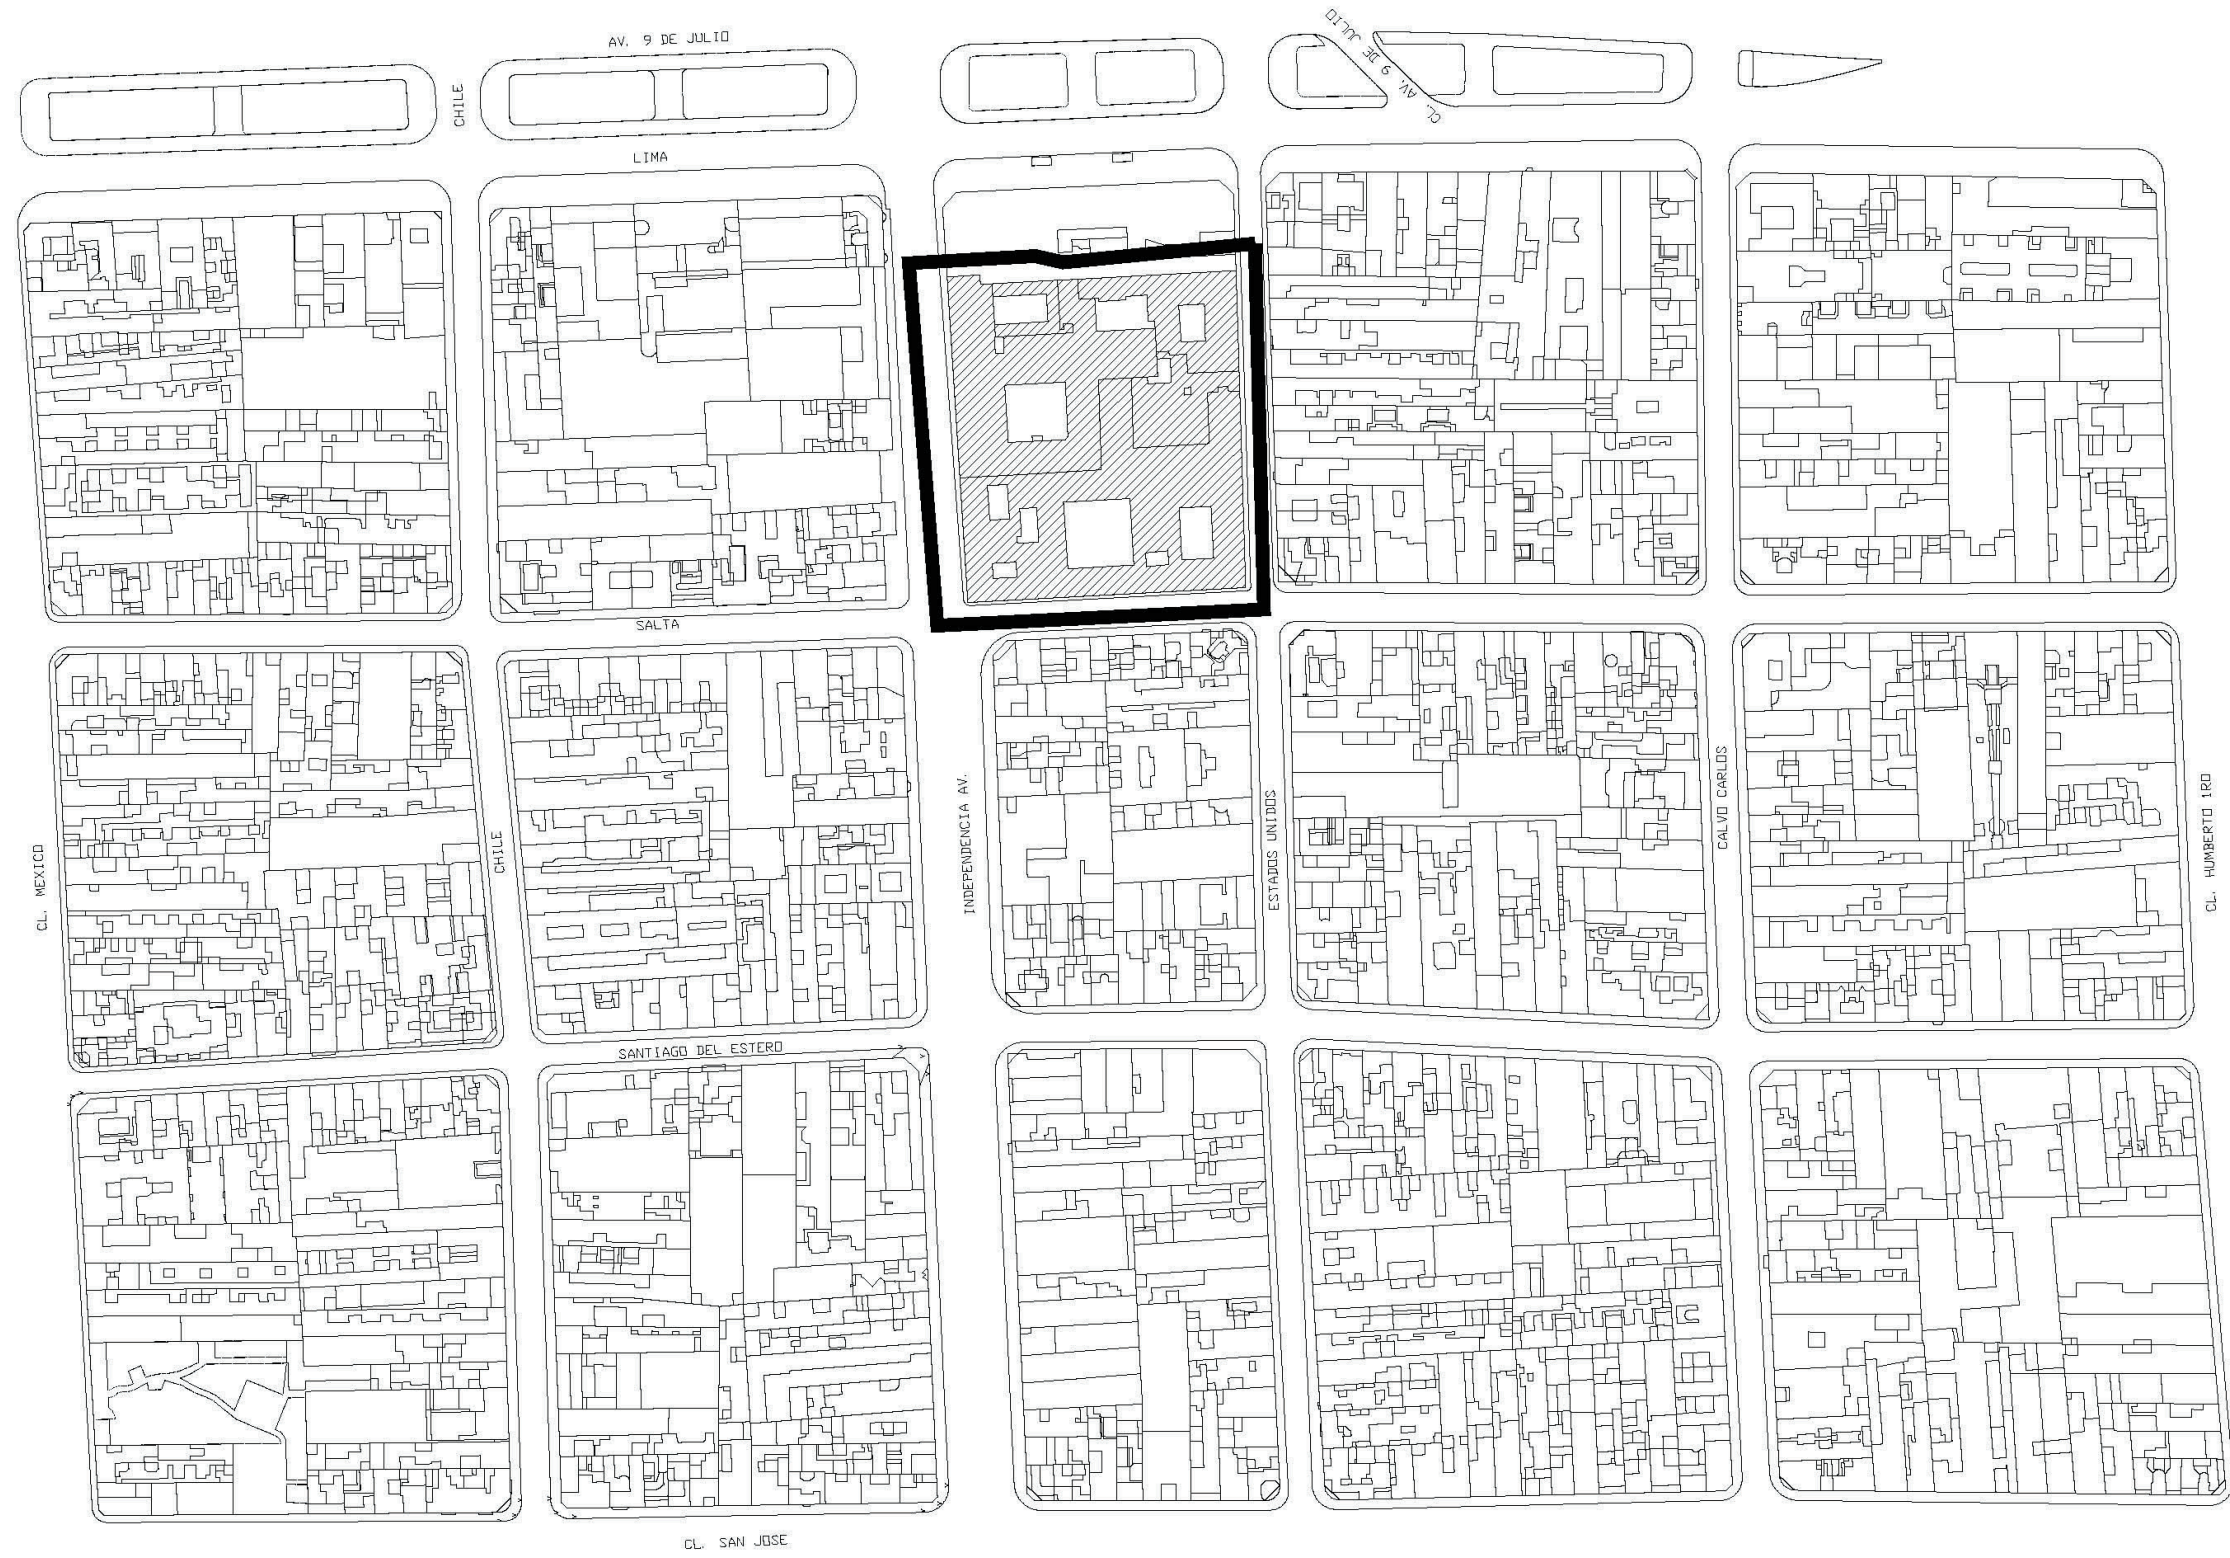 AV. 9 DE JULIO
CL. AV. 9 DE JULIO
CHILE
LIMA
SALTA
CL. MEXICO
CHILE
INDEPENDENCIA AV.
ESTADOS UNIDOS
CALVO CARLOS
CL. HUMBERTO 1RO
SANTIAGO DEL ESTERO
CL. SAN JOSE